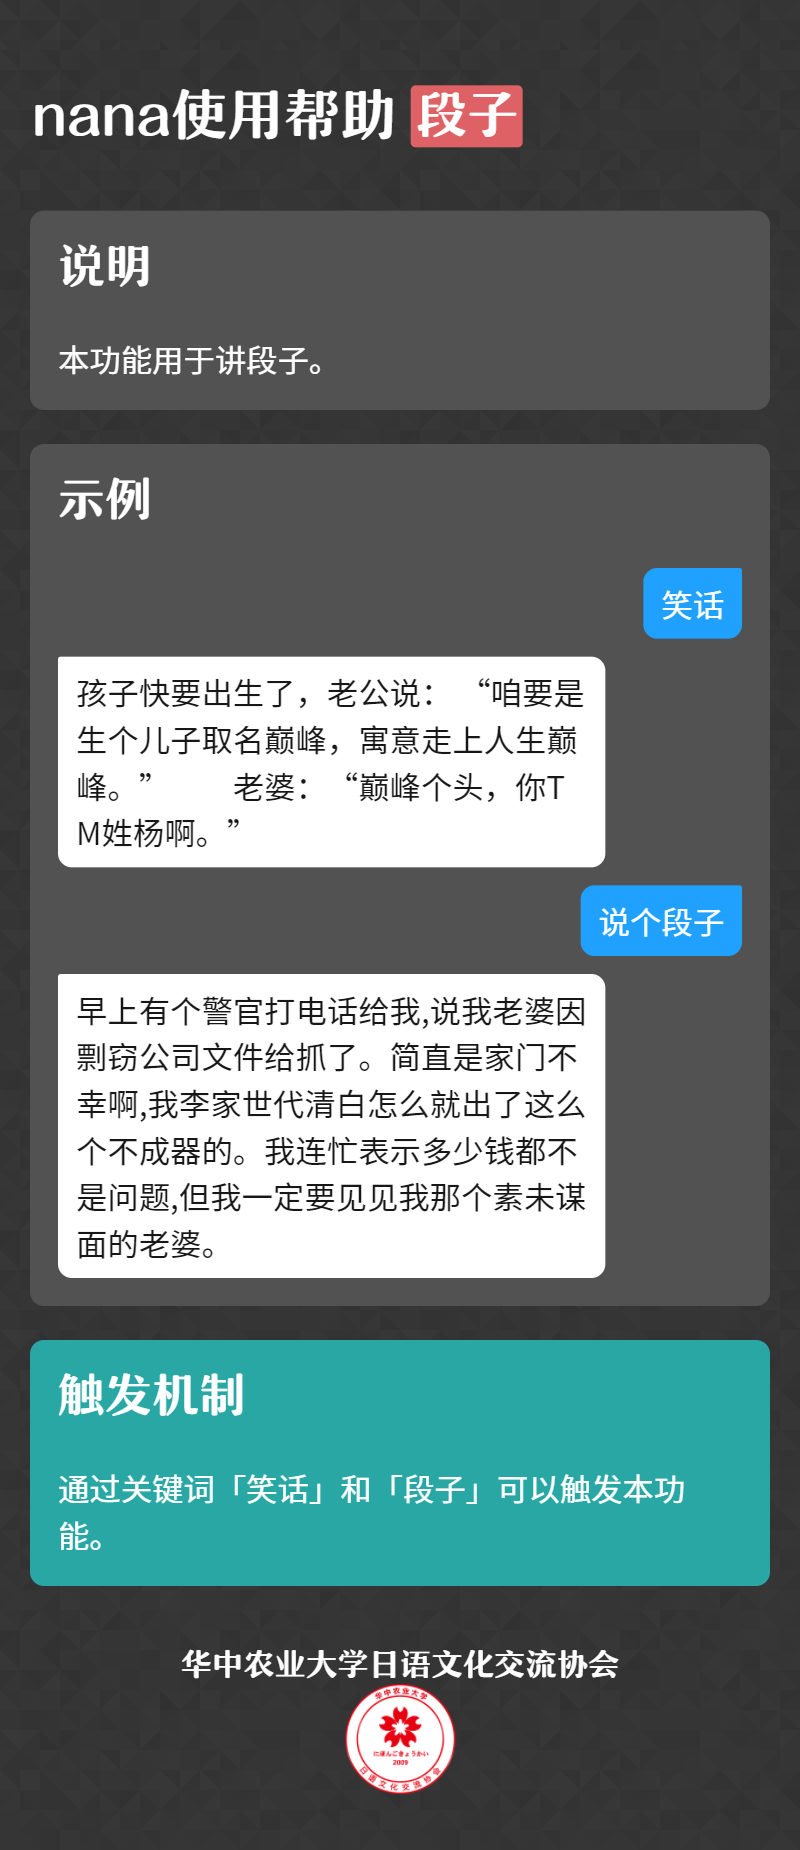 nana使用帮助 段子
说明
本功能用于讲段子。
示例
笑话
孩子快要出生了，老公说： “咱要是
生个儿子取名巅峰，寓意走上人生巅
峰。”　　老婆：“巅峰个头，你T
M姓杨啊。”
说个段子
早上有个警官打电话给我,说我老婆因
剽窃公司文件给抓了。简直是家门不
幸啊,我李家世代清白怎么就出了这么
个不成器的。我连忙表示多少钱都不
是问题,但我一定要见见我那个素未谋
面的老婆。
触发机制
通过关键词「笑话」和「段子」可以触发本功
能。
华中农业大学日语文化交流协会
华中农业大学
にほんごきょうかい
2009
日语文化交流协会